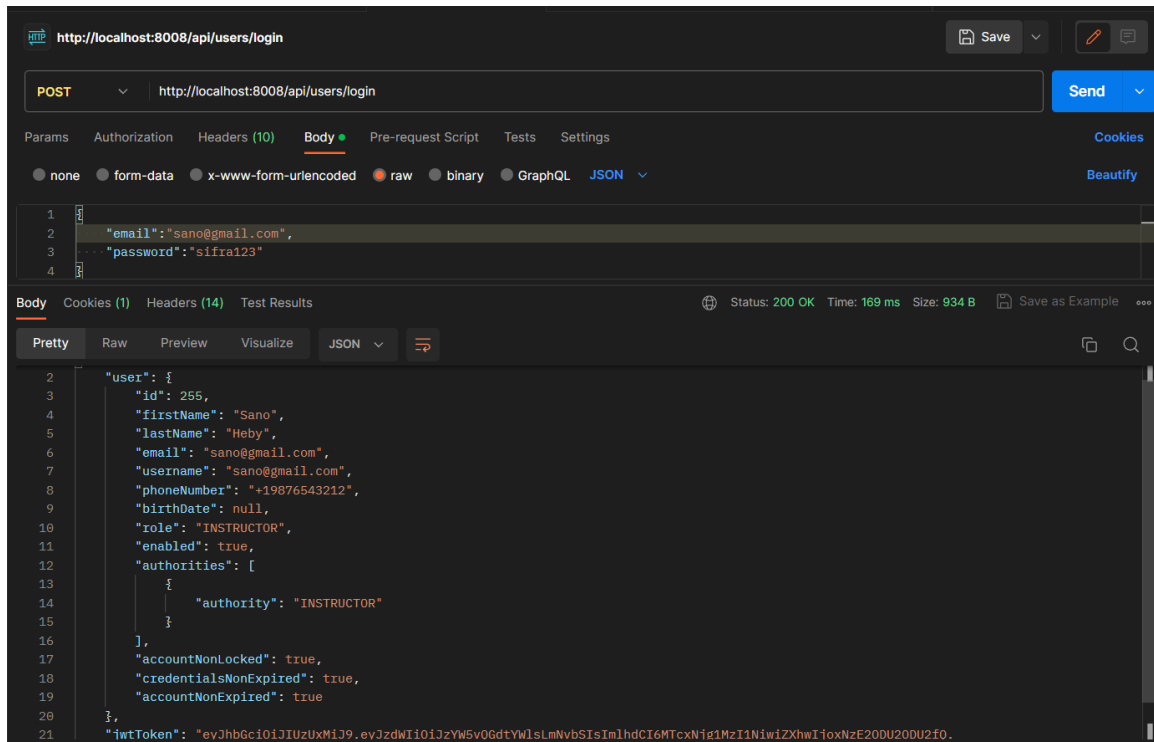 HTTP http://localhost:8008/api/users/login Save
POST http://localhost:8008/api/users/login Send
Params Authorization Headers (10) Body Pre-request Script Tests Settings Cookies
none form-data x-www-form-urlencoded raw binary GraphQL JSON Beautify
1 {
2 "email":"sano@gmail.com",
3 "password":"sifra123"
4 }
Body Cookies (1) Headers (14) Test Results Status: 200 OK Time: 169 ms Size: 934 B Save as Example
Pretty Raw Preview Visualize JSON
2 "user": {
3 "id": 255,
4 "firstName": "Sano",
5 "lastName": "Heby",
6 "email": "sano@gmail.com",
7 "username": "sano@gmail.com",
8 "phoneNumber": "+19876543212",
9 "birthDate": null,
10 "role": "INSTRUCTOR",
11 "enabled": true,
12 "authorities": [
13 {
14 "authority": "INSTRUCTOR"
15 }
16 ],
17 "accountNonLocked": true,
18 "credentialsNonExpired": true,
19 "accountNonExpired": true
20 },
21 "jwtToken": "eyJhbGciOiJIUzUxMiJ9.eyJzdWIiOiJzYW5vQGdtYWlsLmNvbSIsImlhdCI6MTcxNjg1MzI1NiwiZXhwIjoxNzE2ODU2ODU2fQ.